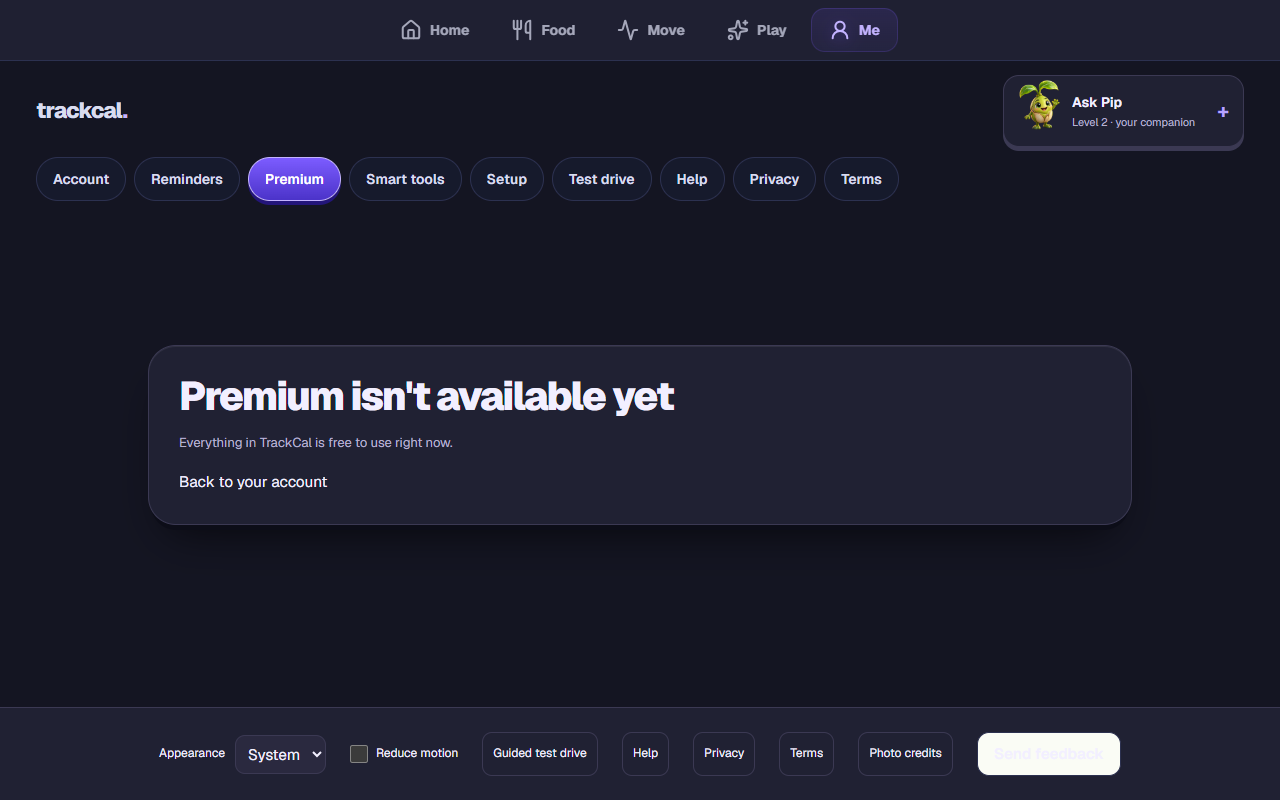 Home
Food
Move
Play
Me
trackcal.
Ask Pip
Level 2 · your companion
+
Account
Reminders
Premium
Smart tools
Setup
Test drive
Help
Privacy
Terms
Premium isn't available yet
Everything in TrackCal is free to use right now.
Back to your account
Appearance
System
Reduce motion
Guided test drive
Help
Privacy
Terms
Photo credits
Send feedback